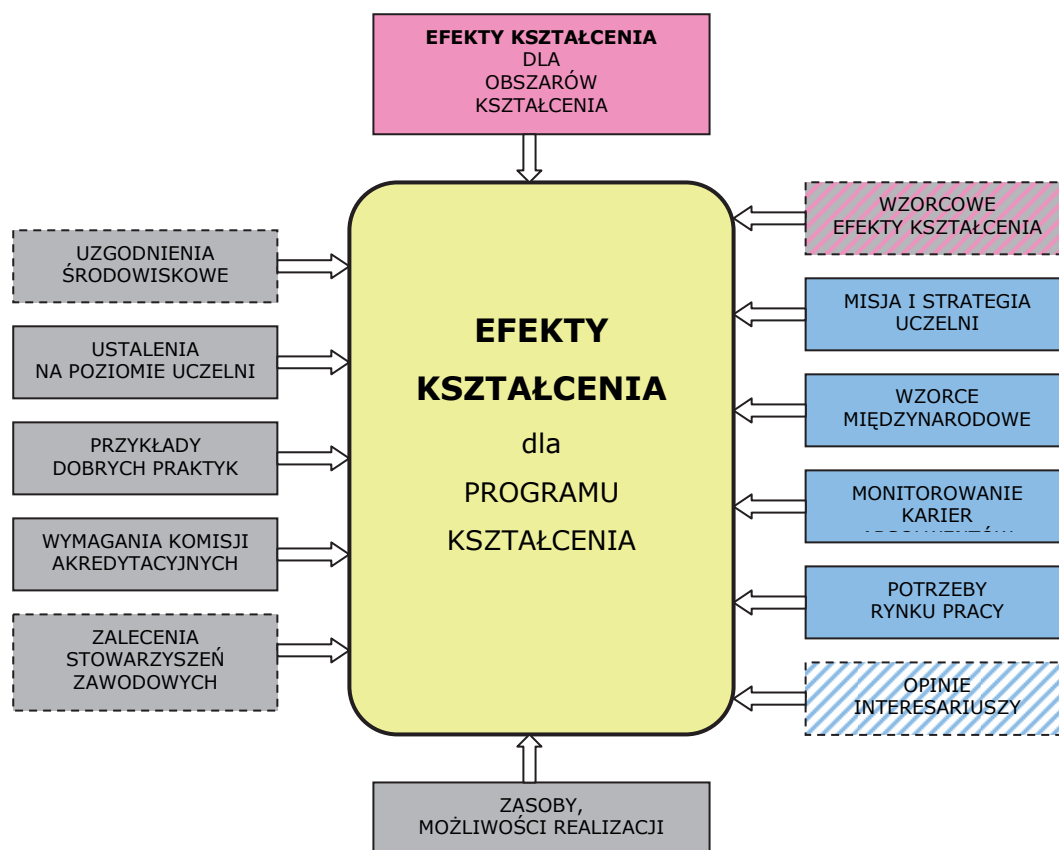 EFEKTY KSZTAŁCENIA
DLA
OBSZARÓW
KSZTAŁCENIA
UZGODNIENIA
ŚRODOWISKOWE
USTALENIA
NA POZIOMIE UCZELNI
PRZYKŁADY
DOBRYCH PRAKTYK
WYMAGANIA KOMISJI
AKREDYTACYJNYCH
ZALECENIA
STOWARZYSZEŃ
ZAWODOWYCH
EFEKTY
KSZTAŁCENIA
dla
PROGRAMU
KSZTAŁCENIA
WZORCOWE
EFEKTY KSZTAŁCENIA
MISJA I STRATEGIA
UCZELNI
WZORCE
MIĘDZYNARODOWE
MONITOROWANIE
KARIER
POTRZEBY
RYNKU PRACY
OPINIE
INTERESARIUSZY
ZASOBY,
MOŻLIWOŚCI REALIZACJI